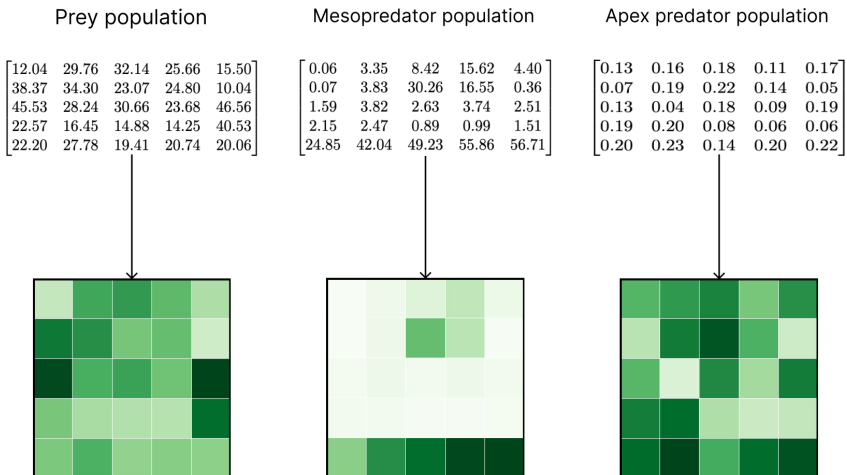 Prey population
12.04 29.76 32.14 25.66 15.50
38.37 34.30 23.07 24.80 10.04
45.53 28.24 30.66 23.68 46.56
22.57 16.45 14.88 14.25 40.53
22.20 27.78 19.41 20.74 20.06
Mesopredator population
0.06 3.35 8.42 15.62 4.40
0.07 3.83 30.26 16.55 0.36
1.59 3.82 2.63 3.74 2.51
2.15 2.47 0.89 0.99 1.51
24.85 42.04 49.23 55.86 56.71
Apex predator population
0.13 0.16 0.18 0.11 0.17
0.07 0.19 0.22 0.14 0.05
0.13 0.04 0.18 0.09 0.19
0.19 0.20 0.08 0.06 0.06
0.20 0.23 0.14 0.20 0.22